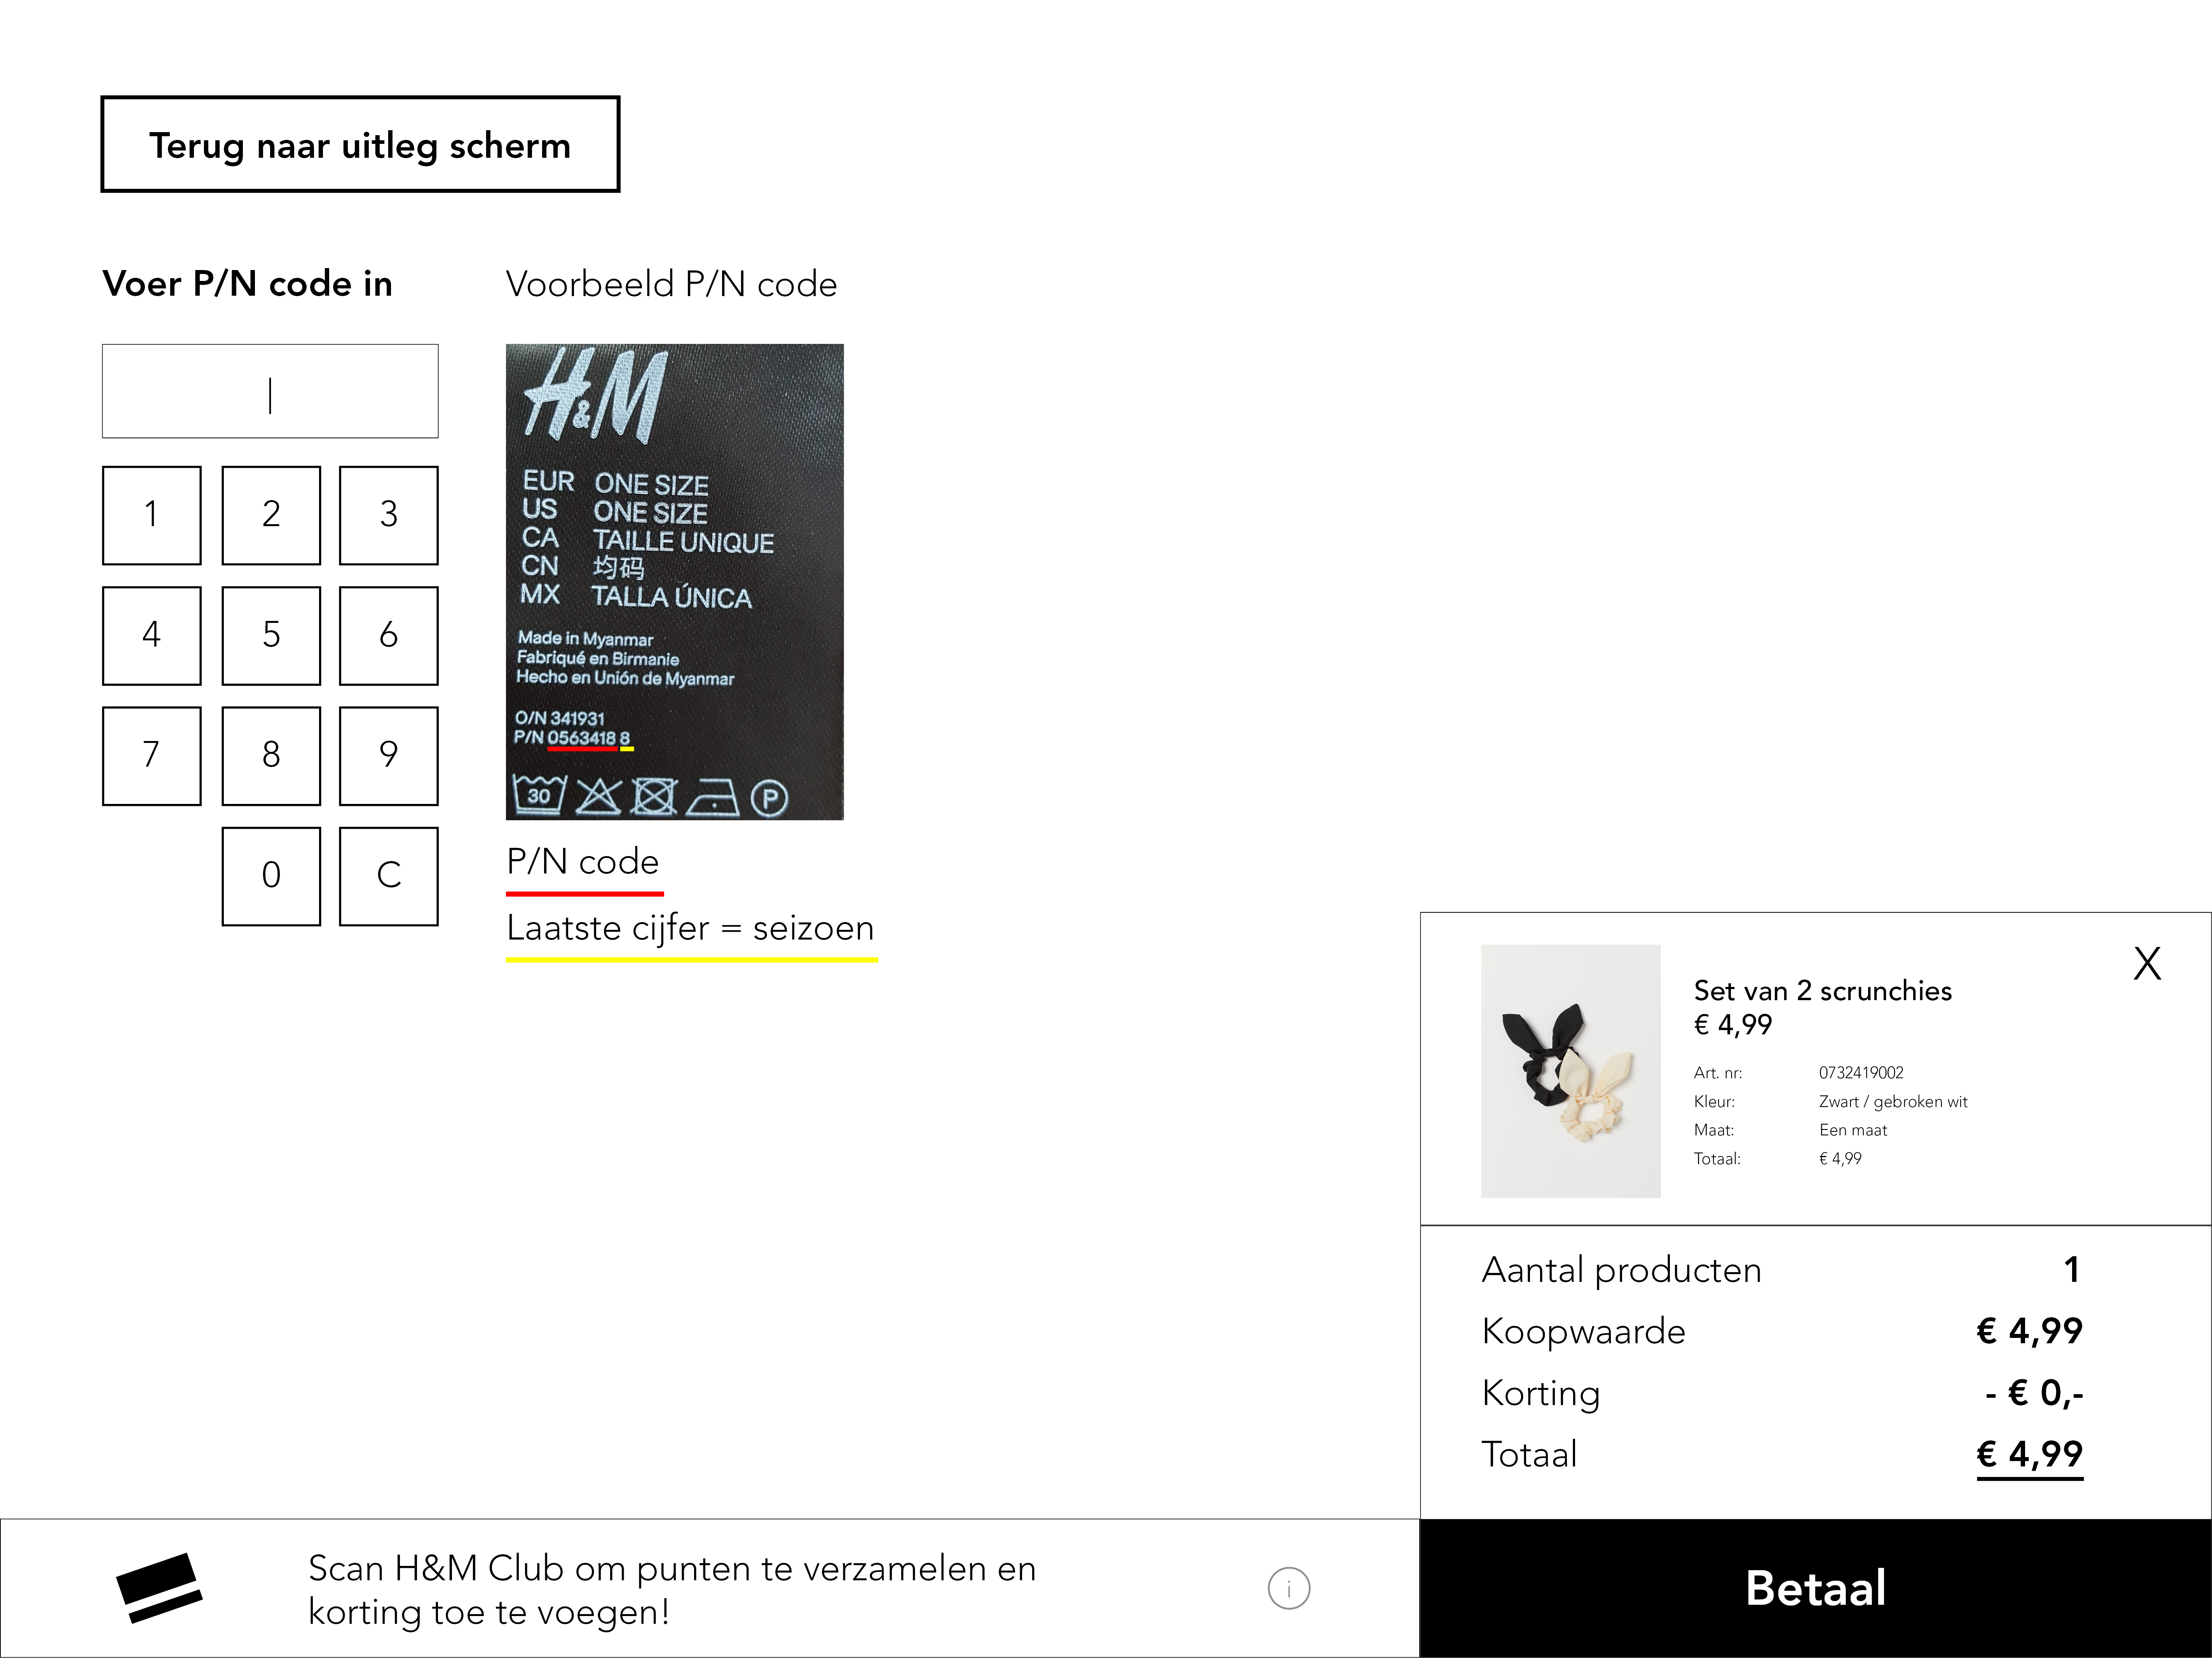 Terug naar uitleg scherm
Voer P/N code in
1 2 3
4 5 6
7 8 9
0 C
Voorbeeld P/N code
H&M
EUR ONE SIZE
US ONE SIZE
CA TAILLE UNIQUE
CN 均码
MX TALLA ÚNICA
Made in Myanmar
Fabriqué en Birmanie
Hecho en Unión de Myanmar
O/N 341931
P/N 0563418 8
30 P
P/N code
Laatste cijfer = seizoen
X
Set van 2 scrunchies
€ 4,99
Art. nr: 0732419002
Kleur: Zwart / gebroken wit
Maat: Een maat
Totaal: € 4,99
Aantal producten 1
Koopwaarde € 4,99
Korting - € 0,-
Totaal € 4,99
Scan H&M Club om punten te verzamelen en
korting toe te voegen!
i
Betaal